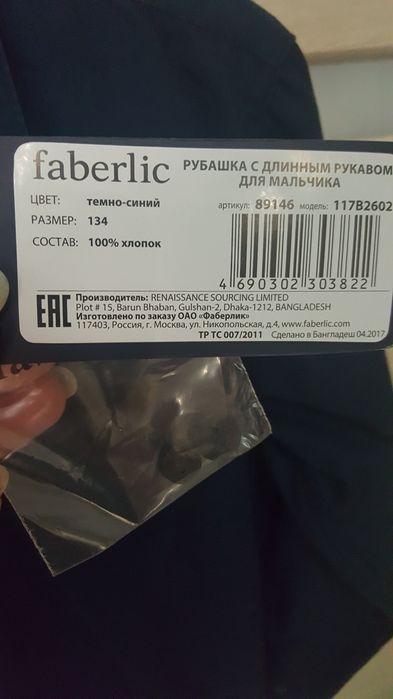 faberlic
РУБАШКА С ДЛИННЫМ РУКАВОМ
ДЛЯ МАЛЬЧИКА
ЦВЕТ: темно-синий
артикул: 89146 модель: 117B2602
РАЗМЕР: 134
СОСТАВ: 100% хлопок
4 690302 303822
EAC
Производитель: RENAISSANCE SOURCING LIMITED
Plot # 15, Barun Bhaban, Gulshan-2, Dhaka-1212, BANGLADESH
Изготовлено по заказу ОАО «Фаберлик»
117403, Россия, г. Москва, ул. Никопольская, д.4, www.faberlic.com
ТР ТС 007/2011 Сделано в Бангладеш 04.2017